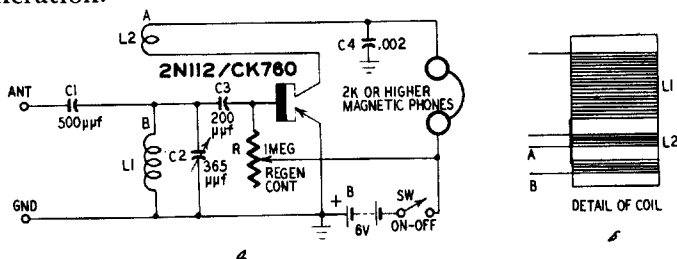 neration.
A
L2
C4 .002
2N112/CK760
2K OR HIGHER
MAGNETIC PHONES
ANT
C1
500µµf
B
C3
200
µµf
L1
C2
365
µµf
R
1MEG
REGEN
CONT
GND
+ B
6V
SW
ON-OFF
a
L1
L2
A
B
DETAIL OF COIL
b